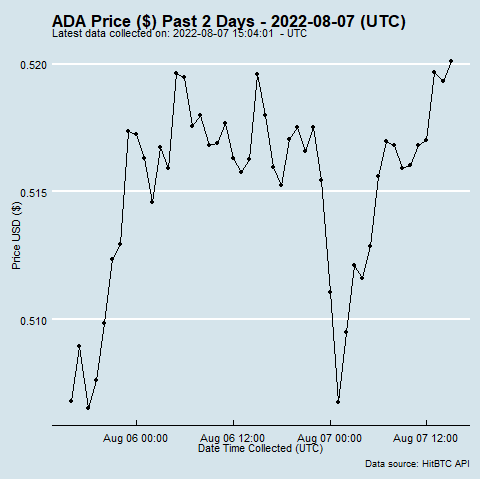 ADA Price ($) Past 2 Days - 2022-08-07 (UTC)
Latest data collected on: 2022-08-07 15:04:01  - UTC
0.520
0.515
0.510
Price USD ($)
Aug 06 00:00 Aug 06 12:00 Aug 07 00:00 Aug 07 12:00
Date Time Collected (UTC)
Data source: HitBTC API